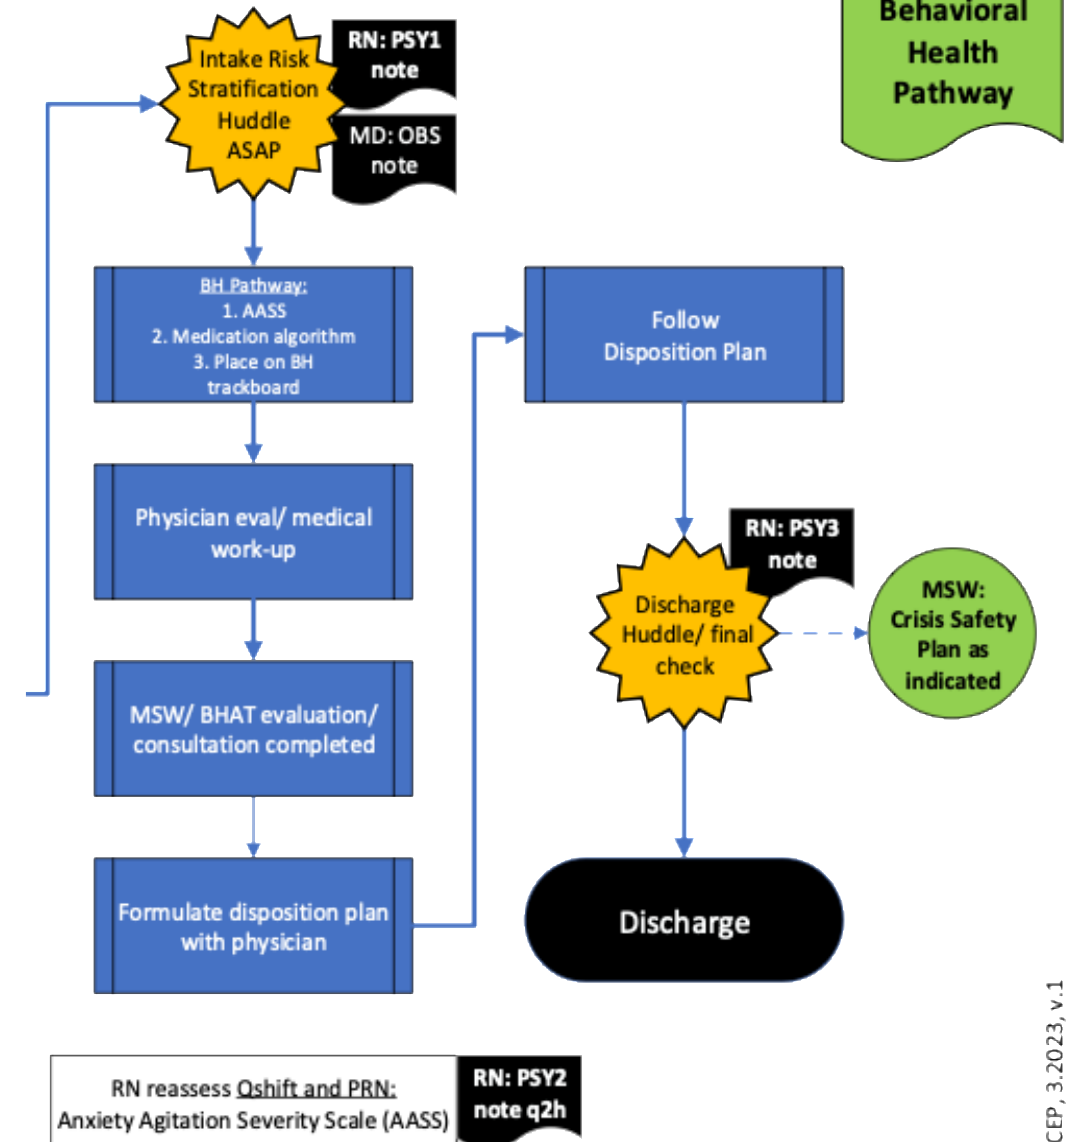 Behavioral
Health
Pathway
Intake Risk
Stratification
Huddle
ASAP
RN: PSY1
note
MD: OBS
note
BH Pathway:
1. AASS
2. Medication algorithm
3. Place on BH
trackboard
Physician eval/ medical
work-up
MSW/ BHAT evaluation/
consultation completed
Formulate disposition plan
with physician
Follow
Disposition Plan
RN: PSY3
note
Discharge
Huddle/ final
check
MSW:
Crisis Safety
Plan as
indicated
Discharge
RN reassess Qshift and PRN:
Anxiety Agitation Severity Scale (AASS)
RN: PSY2
note q2h
CEP, 3.2023, v.1